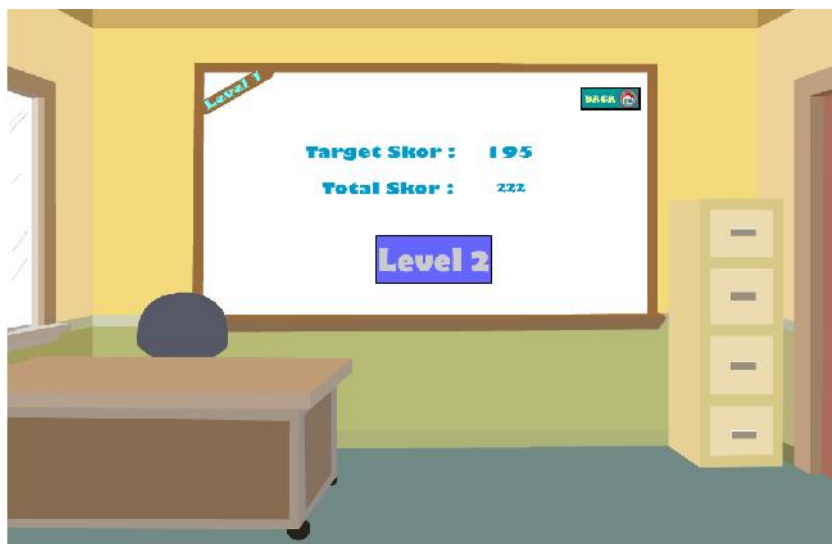 Level 1
BACK
Target Skor : 195
Total Skor : 222
Level 2